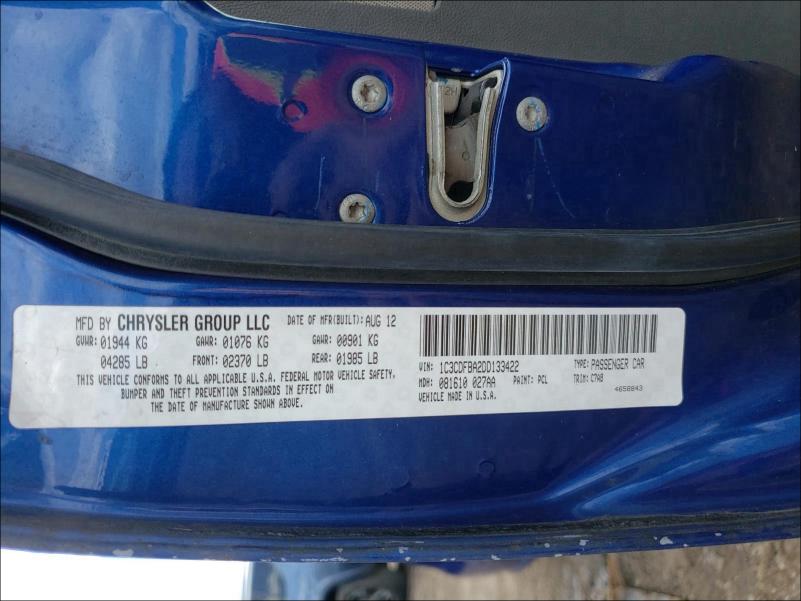 MFD BY CHRYSLER GROUP LLC DATE OF MFR(BUILT): AUG 12
GVWR: 01944 KG GAWR: 01076 KG GAWR: 00901 KG
04285 LB FRONT: 02370 LB REAR: 01985 LB
THIS VEHICLE CONFORMS TO ALL APPLICABLE U.S.A. FEDERAL MOTOR VEHICLE SAFETY,
BUMPER AND THEFT PREVENTION STANDARDS IN EFFECT ON
THE DATE OF MANUFACTURE SHOWN ABOVE.
VIN: 1C3CDFBA2DD133422 TYPE: PASSENGER CAR
MDH: 081610 027AA PAINT: PCL TRIM: C7A8
VEHICLE MADE IN U.S.A. 4658843